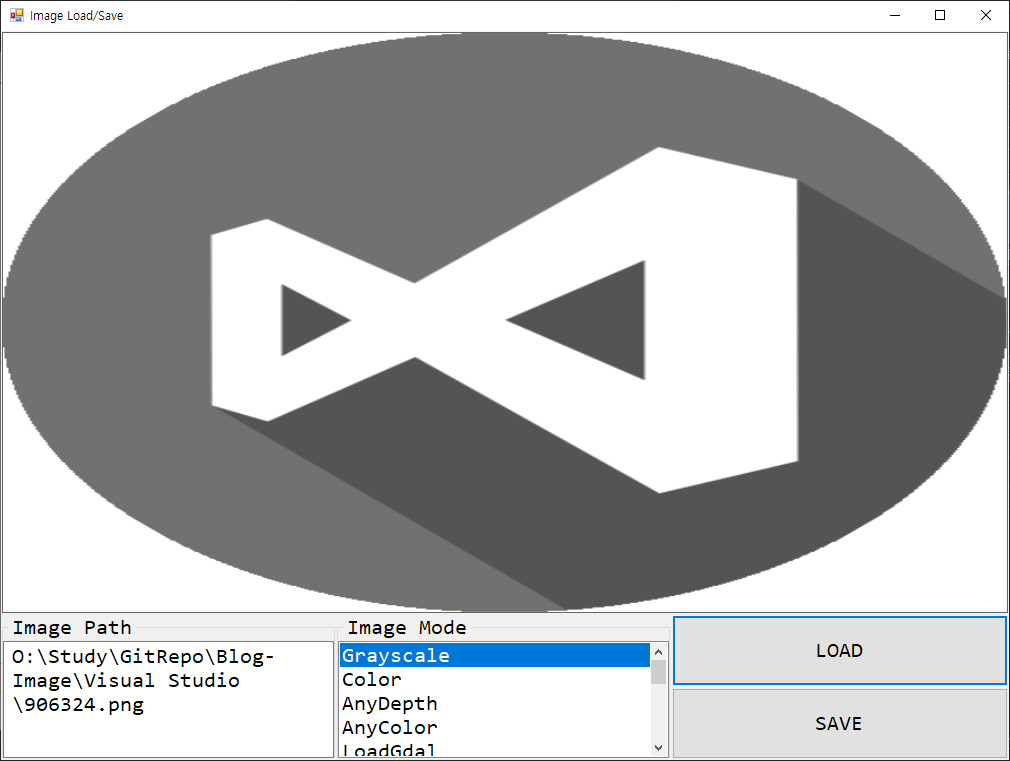 Image Load/Save
Image Path
O:\Study\GitRepo\Blog-
Image\Visual Studio
\906324.png
Image Mode
Grayscale
Color
AnyDepth
AnyColor
LoadGdal
LOAD
SAVE